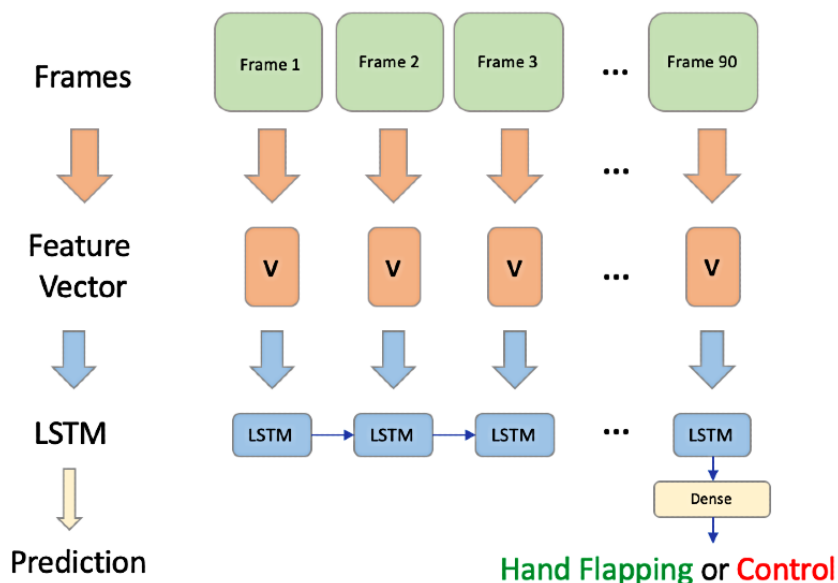 Frames
Frame 1
Frame 2
Frame 3
...
Frame 90
...
Feature
Vector
V
V
V
...
V
LSTM
LSTM
LSTM
LSTM
...
LSTM
Dense
Prediction
Hand Flapping or Control